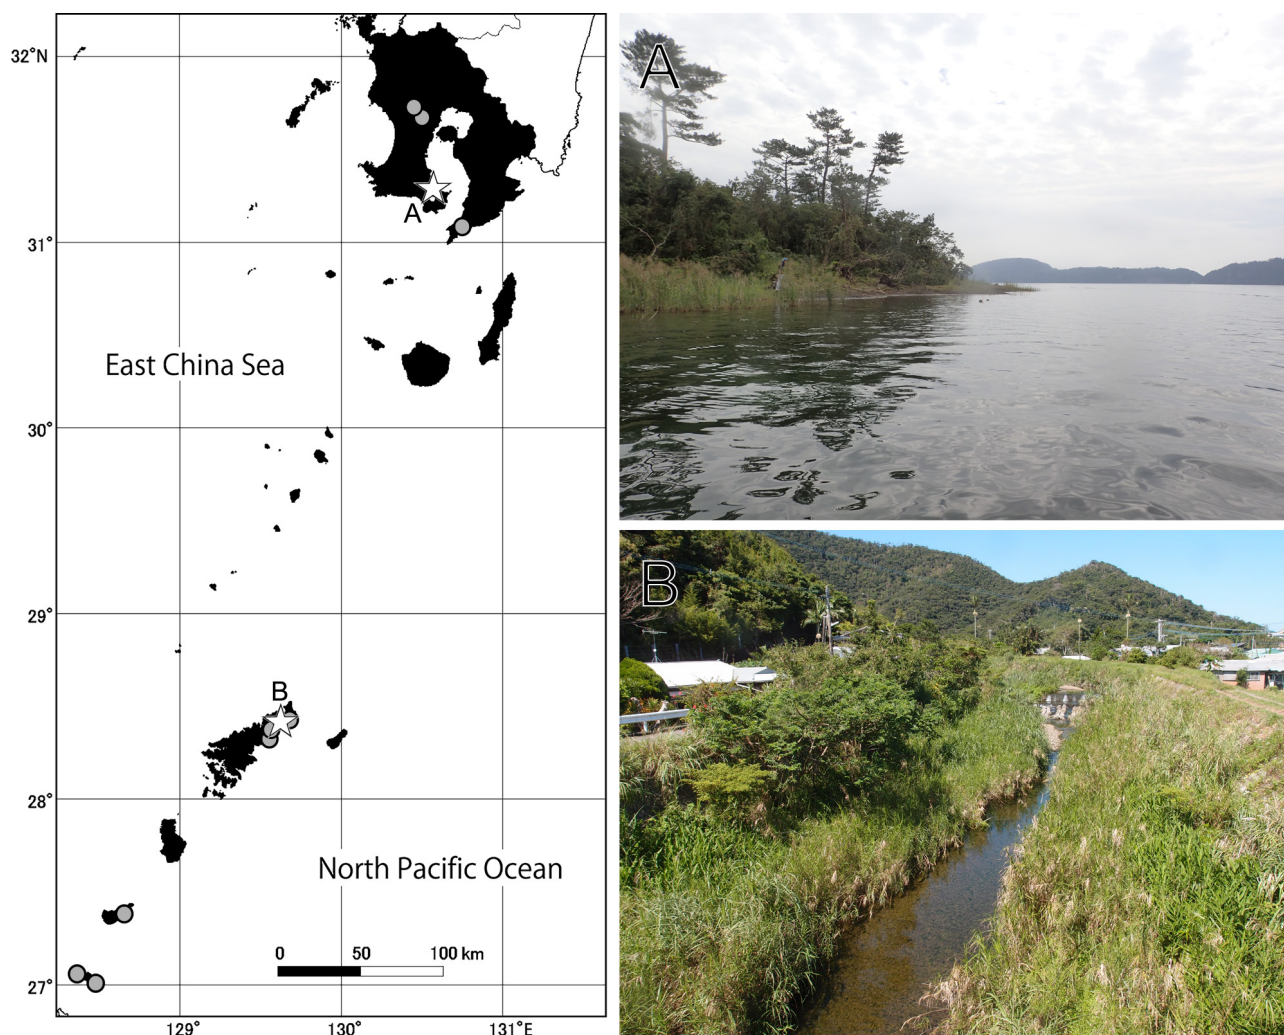 32°N
31°
30°
29°
28°
27°
129°
130°
131°E
East China Sea
North Pacific Ocean
0
50
100 km
A
B
A
B